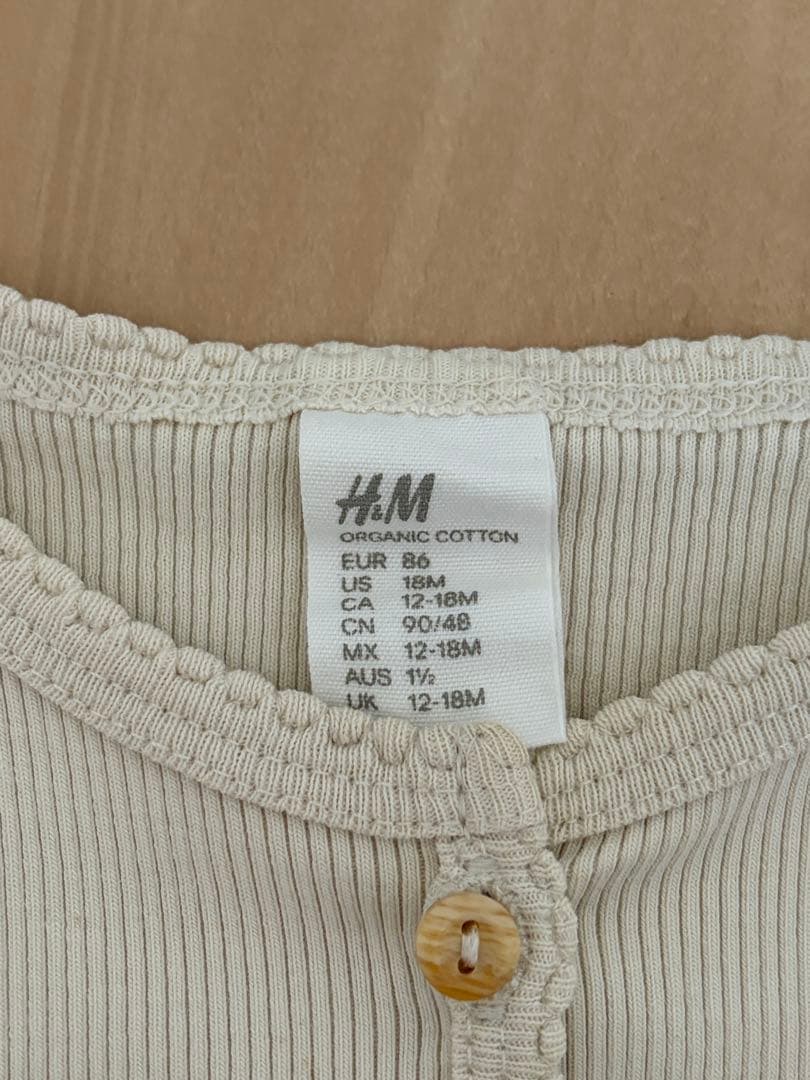 H&M
ORGANIC COTTON
EUR 86
US 18M
CA 12-18M
CN 90/48
MX 12-18M
AUS 1½
UK 12-18M